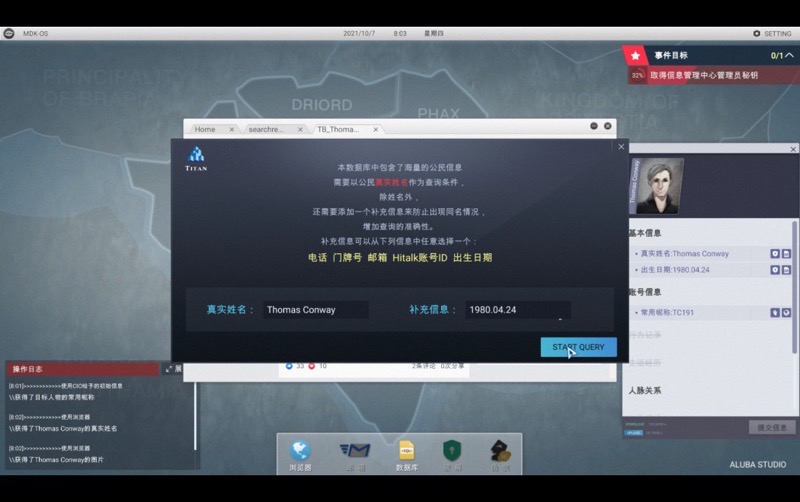 MDK-OS
2021/10/7 8:03 星期四
SETTING
事件目标 0/1
32% 取得信息管理中心管理员秘钥
PRINCIPALITY
DRIORD
PHAX
KINGDOM OF
Home
searchre...
TB_Thoma...
TITAN
本数据库中包含了海量的公民信息
需要以公民真实姓名作为查询条件，
除姓名外，
还需要添加一个补充信息来防止出现同名情况，
增加查询的准确性。
补充信息可以从下列信息中任意选择一个：
电话 门牌号 邮箱 Hitalk账号ID 出生日期
真实姓名： Thomas Conway
补充信息： 1980.04.24
START QUERY
33 10
2条评论 0次分享
Thomas Conway
基本信息
真实姓名:Thomas Conway
出生日期:1980.04.24
账号信息
常用昵称:TC191
行为记录
生活经历
人脉关系
提交信息
操作日志
展
[8:01]>>>>>>>>>>>>使用CIO给予的初始信息
\\获得了目标人物的常用昵称
[8:02]>>>>>>>>>>>>使用浏览器
\\获得了Thomas Conway的真实姓名
[8:02]>>>>>>>>>>>>使用浏览器
\\获得了Thomas Conway的图片
浏览器
邮箱
数据库
ALUBA STUDIO